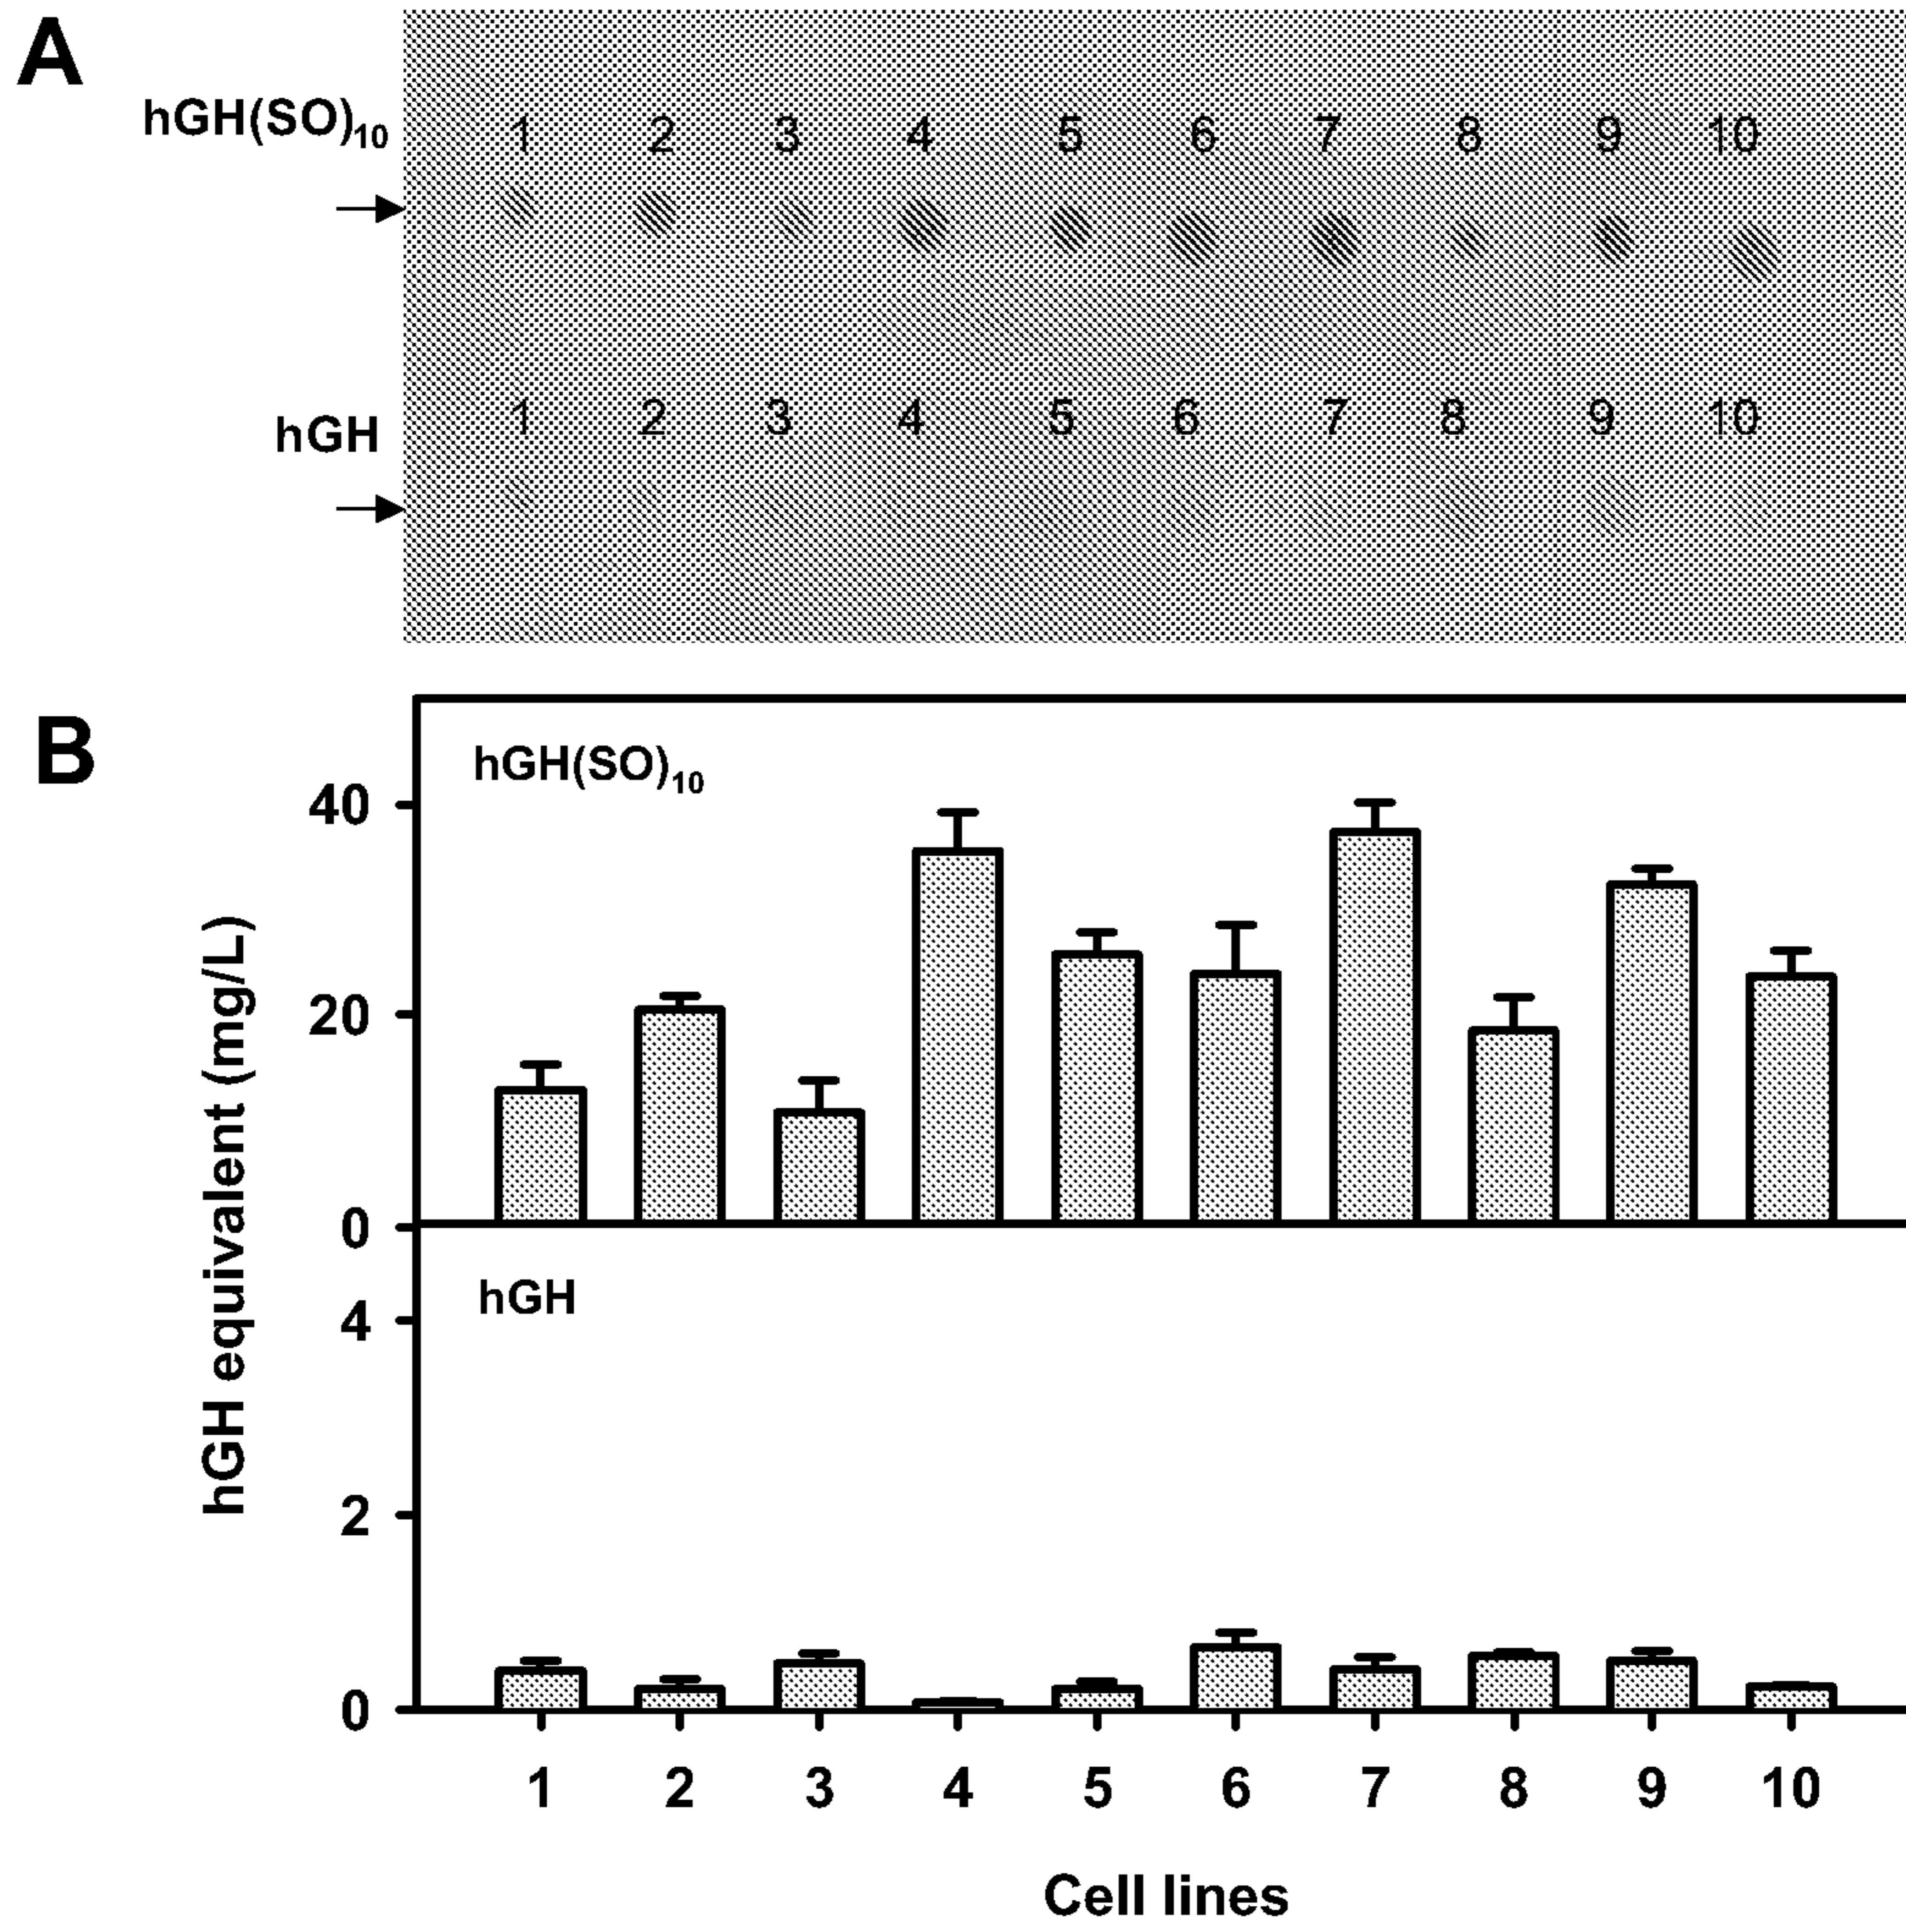 A
hGH(SO)10
1 2 3 4 5 6 7 8 9 10
hGH
1 2 3 4 5 6 7 8 9 10
B
hGH(SO)10
40
20
0
hGH equivalent (mg/L)
hGH
4
2
0
1 2 3 4 5 6 7 8 9 10
Cell lines